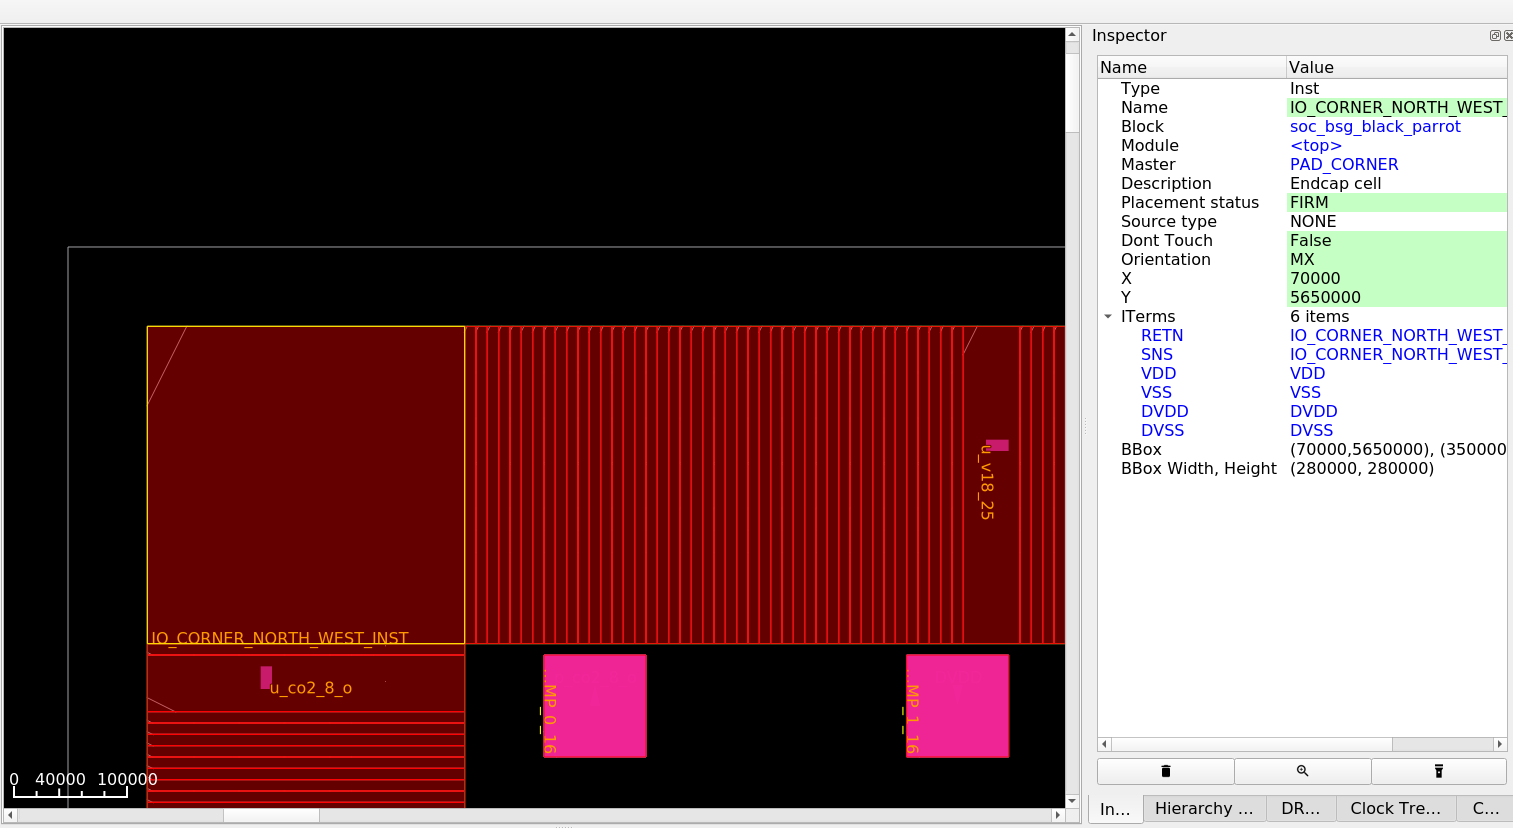 Inspector
Name Value
Type Inst
Name IO_CORNER_NORTH_WEST_
Block soc_bsg_black_parrot
Module <top>
Master PAD_CORNER
Description Endcap cell
Placement status FIRM
Source type NONE
Dont Touch False
Orientation MX
X 70000
Y 5650000
ITerms 6 items
RETN IO_CORNER_NORTH_WEST_
SNS IO_CORNER_NORTH_WEST_
VDD VDD
VSS VSS
DVDD DVDD
DVSS DVSS
BBox (70000,5650000), (350000
BBox Width, Height (280000, 280000)
u_v18_25
IO_CORNER_NORTH_WEST_INST
u_co2_8_o
..._MP_0_16
..._MP_1_16
0 40000 100000
In... Hierarchy ... DR... Clock Tre... C...